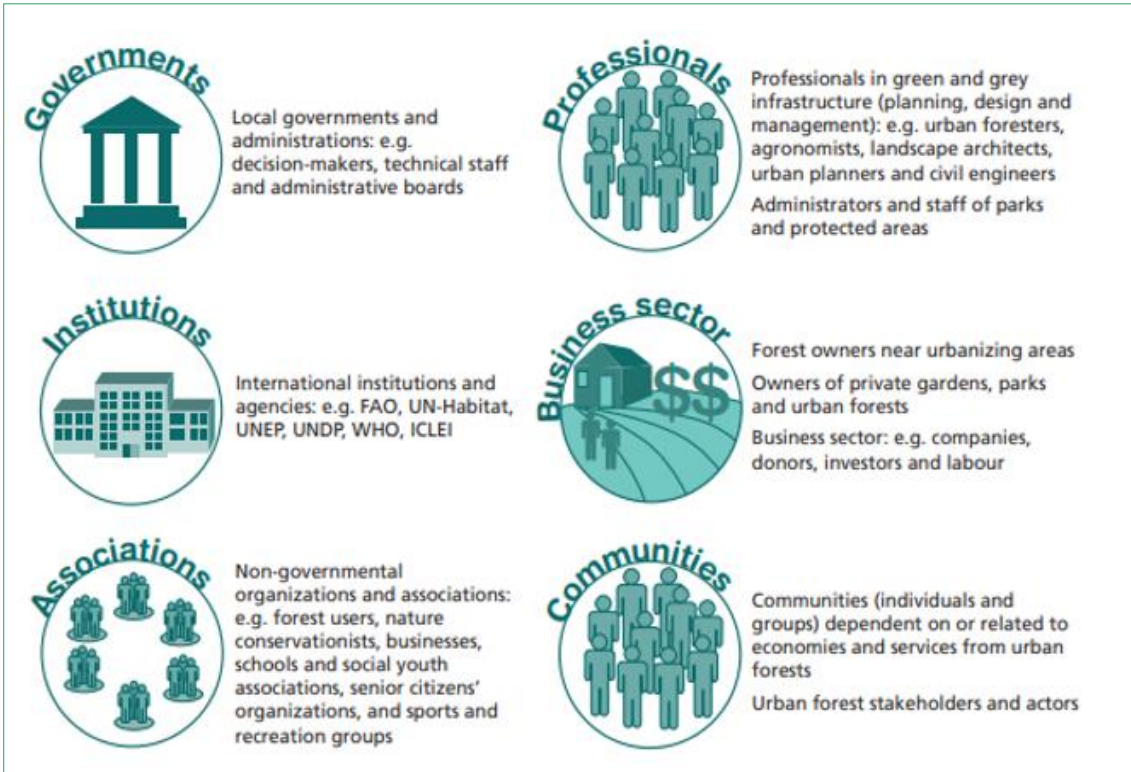 Governments
Local governments and
administrations: e.g.
decision-makers, technical staff
and administrative boards
Professionals
Professionals in green and grey
infrastructure (planning, design and
management): e.g. urban foresters,
agronomists, landscape architects,
urban planners and civil engineers
Administrators and staff of parks
and protected areas
Institutions
International institutions and
agencies: e.g. FAO, UN-Habitat,
UNEP, UNDP, WHO, ICLEI
Business sector
$$
Forest owners near urbanizing areas
Owners of private gardens, parks
and urban forests
Business sector: e.g. companies,
donors, investors and labour
Associations
Non-governmental
organizations and associations:
e.g. forest users, nature
conservationists, businesses,
schools and social youth
associations, senior citizens’
organizations, and sports and
recreation groups
Communities
Communities (individuals and
groups) dependent on or related to
economies and services from urban
forests
Urban forest stakeholders and actors